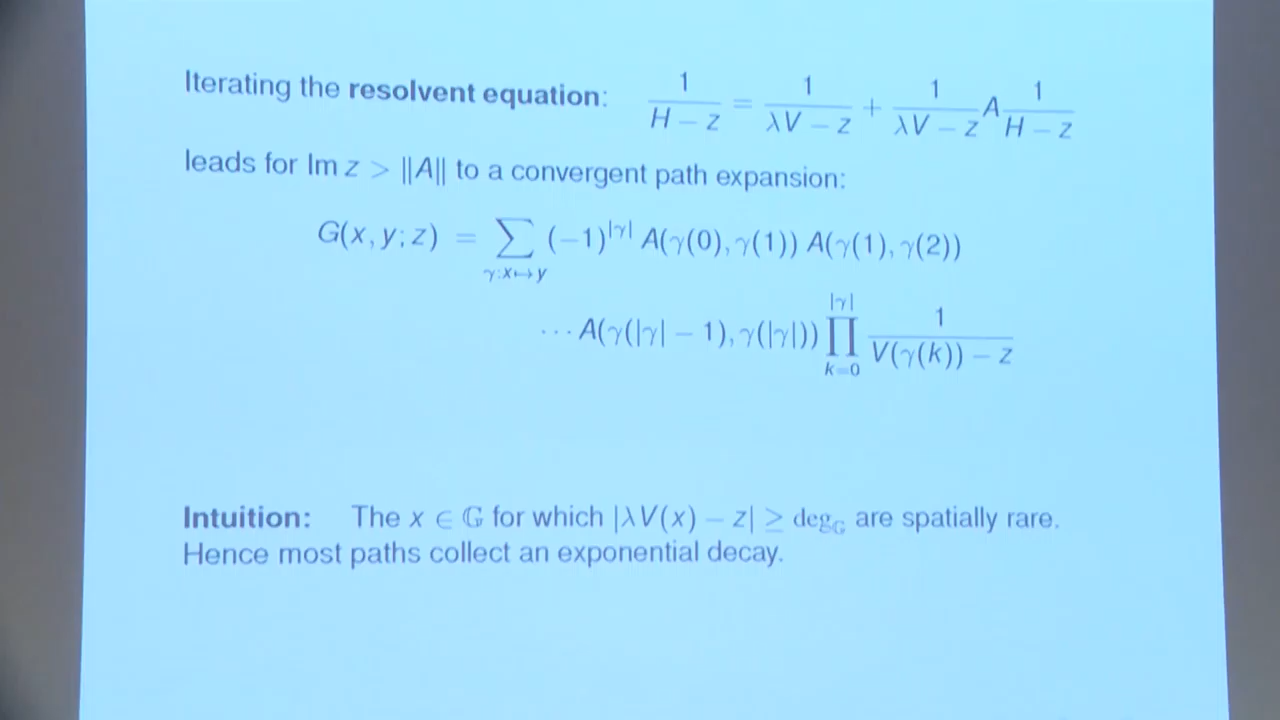 Iterating the resolvent equation: 1/(H − z) = 1/(λV − z) + 1/(λV − z) A 1/(H − z)
leads for Im z > ‖A‖ to a convergent path expansion:
G(x, y; z) = ∑_{γ:x↦y} (−1)^{|γ|} A(γ(0), γ(1)) A(γ(1), γ(2))
⋯ A(γ(|γ| − 1), γ(|γ|)) ∏_{k=0}^{|γ|} 1/(V(γ(k)) − z)
Intuition: The x ∈ 𝔾 for which |λV(x) − z| ≥ deg_𝔾 are spatially rare.
Hence most paths collect an exponential decay.